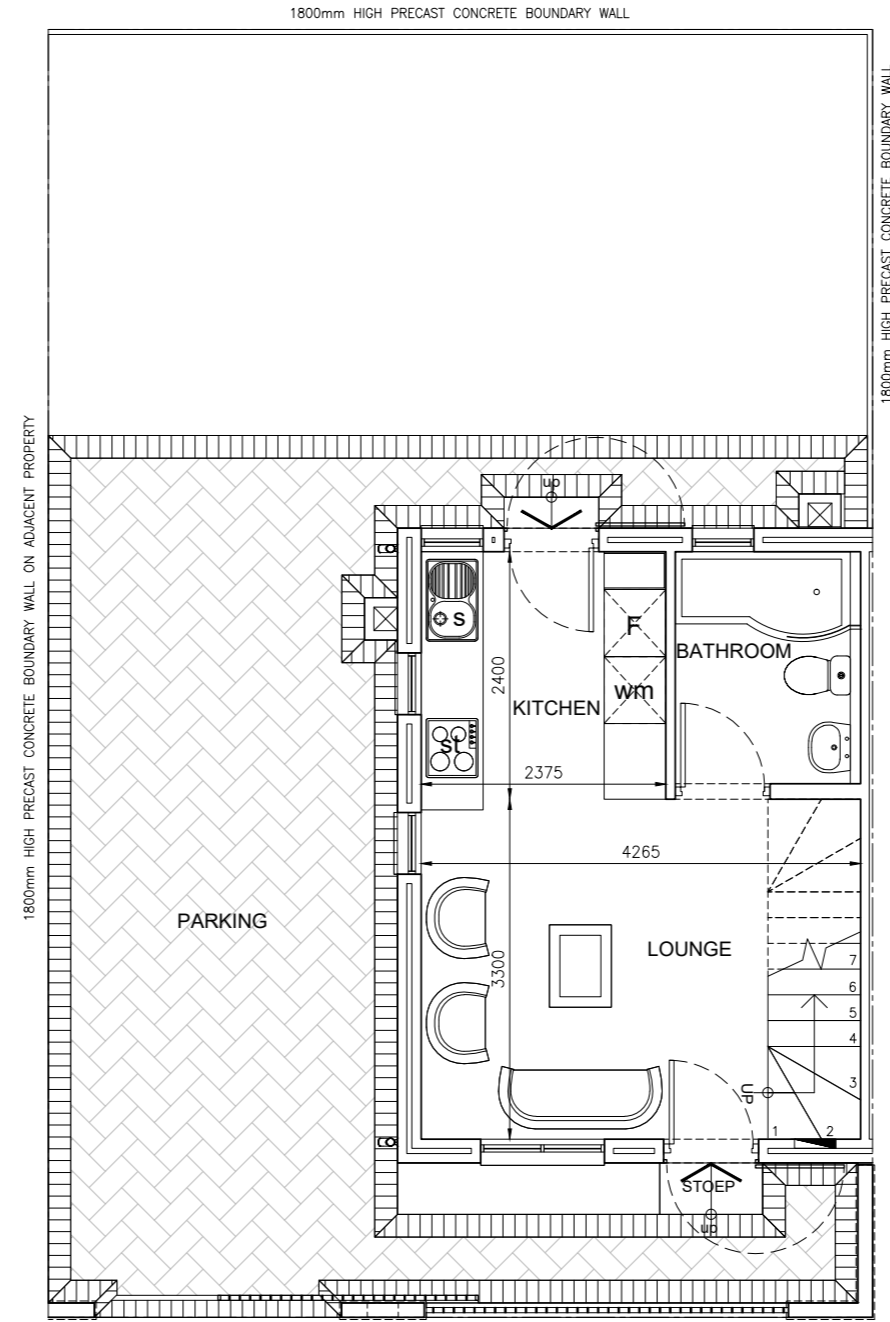 1800mm HIGH PRECAST CONCRETE BOUNDARY WALL
1800mm HIGH PRECAST CONCRETE BOUNDARY WALL
1800mm HIGH PRECAST CONCRETE BOUNDARY WALL ON ADJACENT PROPERTY
up
s
F
BATHROOM
2400
wm
KITCHEN
st
2375
4265
PARKING
LOUNGE
3300
7
6
5
4
3
UP
1
2
STOEP
up